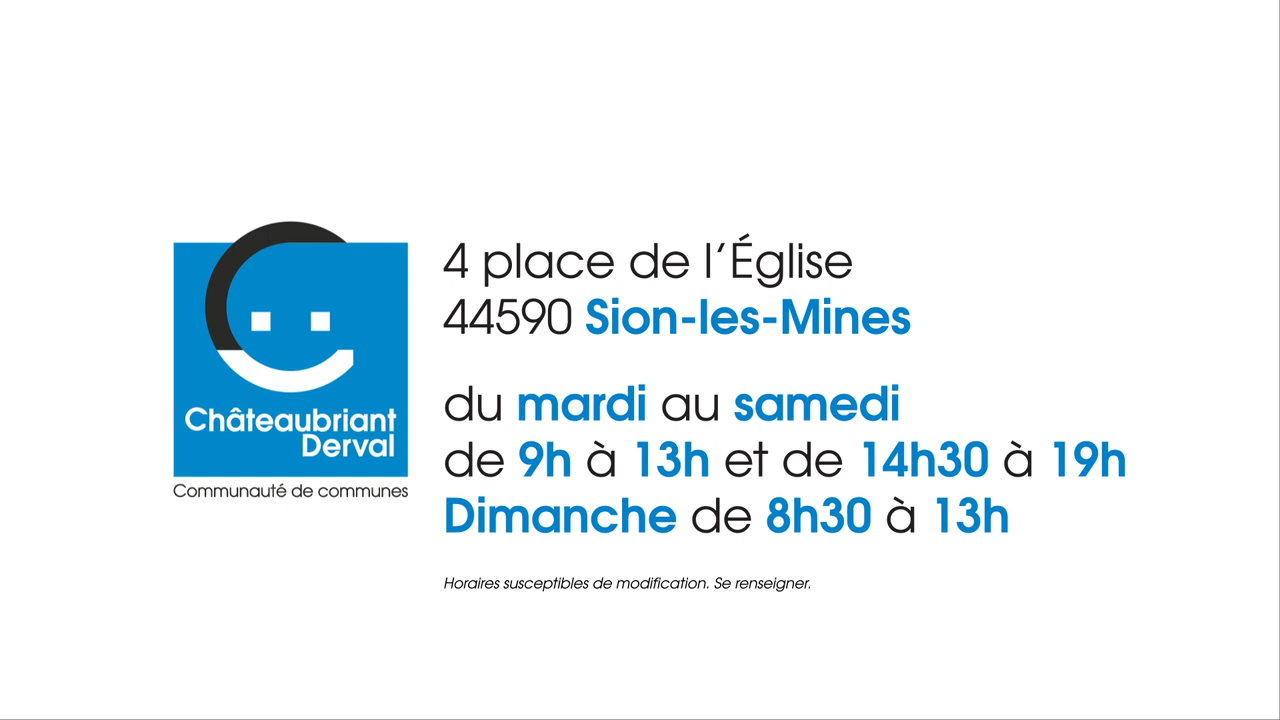 Châteaubriant
Derval
Communauté de communes
4 place de l'Église
44590 Sion-les-Mines
du mardi au samedi
de 9h à 13h et de 14h30 à 19h
Dimanche de 8h30 à 13h
Horaires susceptibles de modification. Se renseigner.